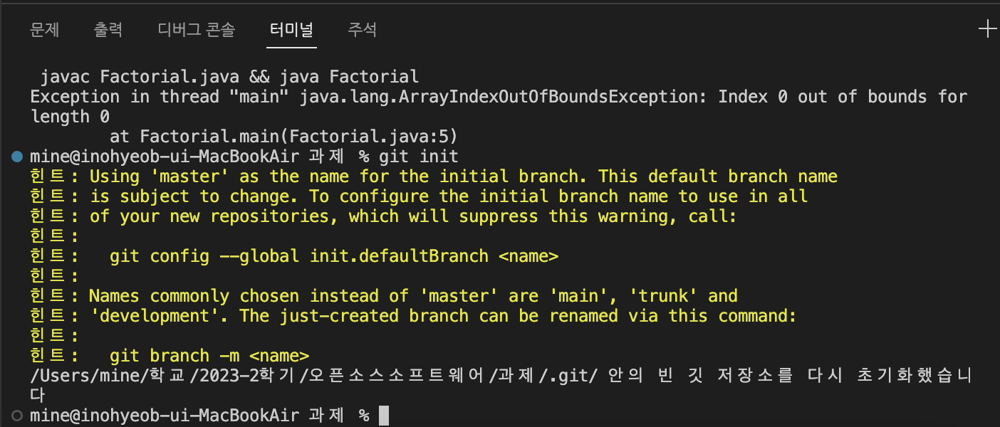 문제 출력 디버그 콘솔 터미널 주석
javac Factorial.java && java Factorial
Exception in thread "main" java.lang.ArrayIndexOutOfBoundsException: Index 0 out of bounds for
length 0
at Factorial.main(Factorial.java:5)
mine@inohyeob-ui-MacBookAir 과제 % git init
힌트: Using 'master' as the name for the initial branch. This default branch name
힌트: is subject to change. To configure the initial branch name to use in all
힌트: of your new repositories, which will suppress this warning, call:
힌트:
힌트: git config --global init.defaultBranch <name>
힌트:
힌트: Names commonly chosen instead of 'master' are 'main', 'trunk' and
힌트: 'development'. The just-created branch can be renamed via this command:
힌트:
힌트: git branch -m <name>
/Users/mine/학교/2023-2학기/오픈소스소프트웨어/과제/.git/ 안의 빈 깃 저장소를 다시 초기화했습니
다
mine@inohyeob-ui-MacBookAir 과제 %